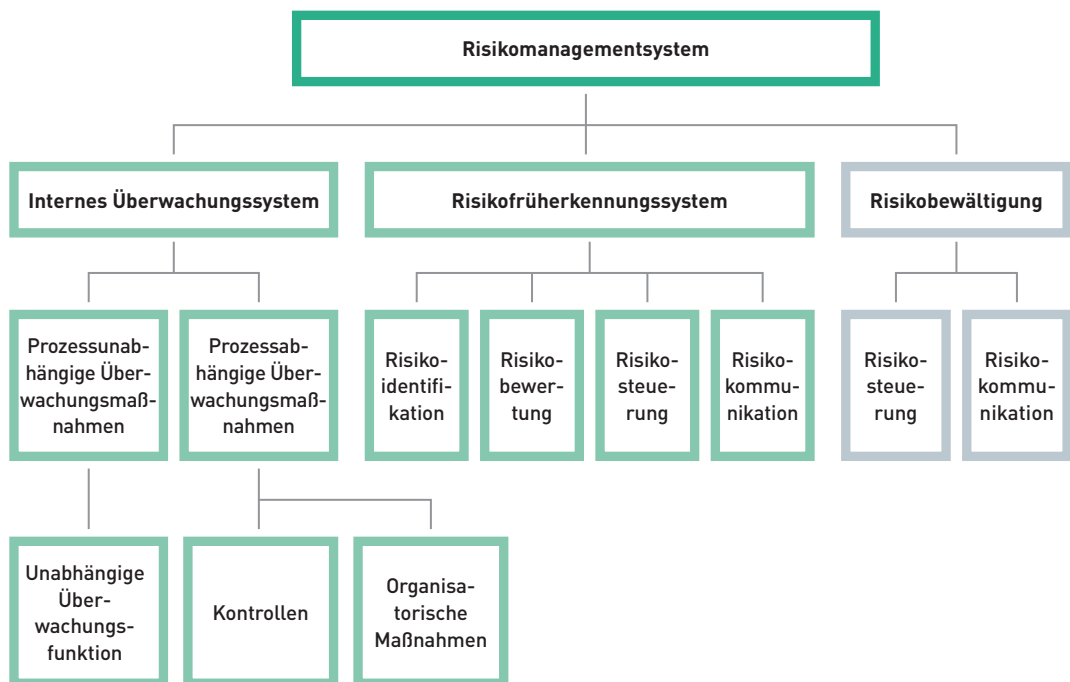 Risikomanagementsystem
Internes Überwachungssystem
Risikofrüherkennungssystem
Risikobewältigung
Prozessunab-
hängige Über-
wachungsmaß-
nahmen
Prozessab-
hängige Über-
wachungsmaß-
nahmen
Risiko-
identifi-
kation
Risiko-
bewer-
tung
Risiko-
steue-
rung
Risiko-
kommu-
nikation
Risiko-
steue-
rung
Risiko-
kommu-
nikation
Unabhängige
Über-
wachungs-
funktion
Kontrollen
Organisa-
torische
Maßnahmen